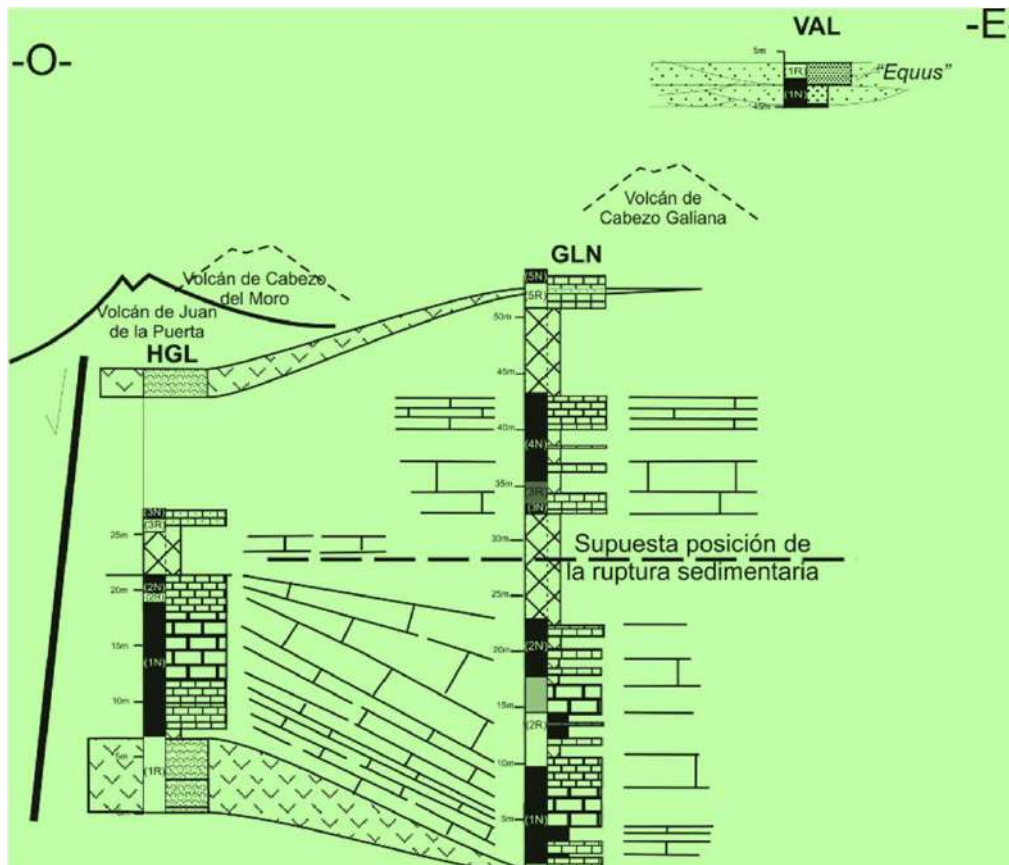 -O-
-E-
VAL
5m
(1R)
"Equus"
(1N)
45m
Volcán de
Cabezo Galiana
GLN
Volcán de Cabezo
del Moro
Volcán de Juan
de la Puerta
HGL
(5N)
(5R)
50m
45m
40m
(4N)
35m
(3R)
(3N)
30m
25m
20m
(2N)
15m
(2R)
10m
5m
(1N)
(3N)
(3R)
25m
(2N)
20m
(2R)
15m
(1N)
10m
5m
(1R)
Supuesta posición de
la ruptura sedimentaria